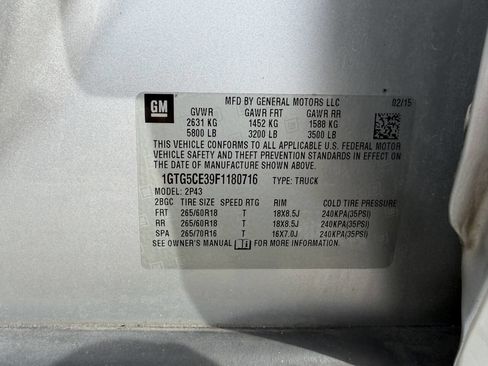 GM
MFD BY GENERAL MOTORS LLC 02/15
GVWR GAWR FRT GAWR RR
2631 KG 1452 KG 1588 KG
5800 LB 3200 LB 3500 LB
THIS VEHICLE CONFORMS TO ALL APPLICABLE U.S. FEDERAL MOTOR
VEHICLE SAFETY AND THEFT PREVENTION STANDARDS IN EFFECT ON
THE DATE OF MANUFACTURE SHOWN ABOVE.
1GTG5CE39F1180716 TYPE: TRUCK
MODEL: 2P43
2BGC TIRE SIZE SPEED RTG RIM COLD TIRE PRESSURE
FRT 265/60R18 T 18X8.5J 240KPA(35PSI)
RR 265/60R18 T 18X8.5J 240KPA(35PSI)
SPA 265/70R16 T 16X7.0J 240KPA(35PSI)
SEE OWNER'S MANUAL FOR MORE INFORMATION.